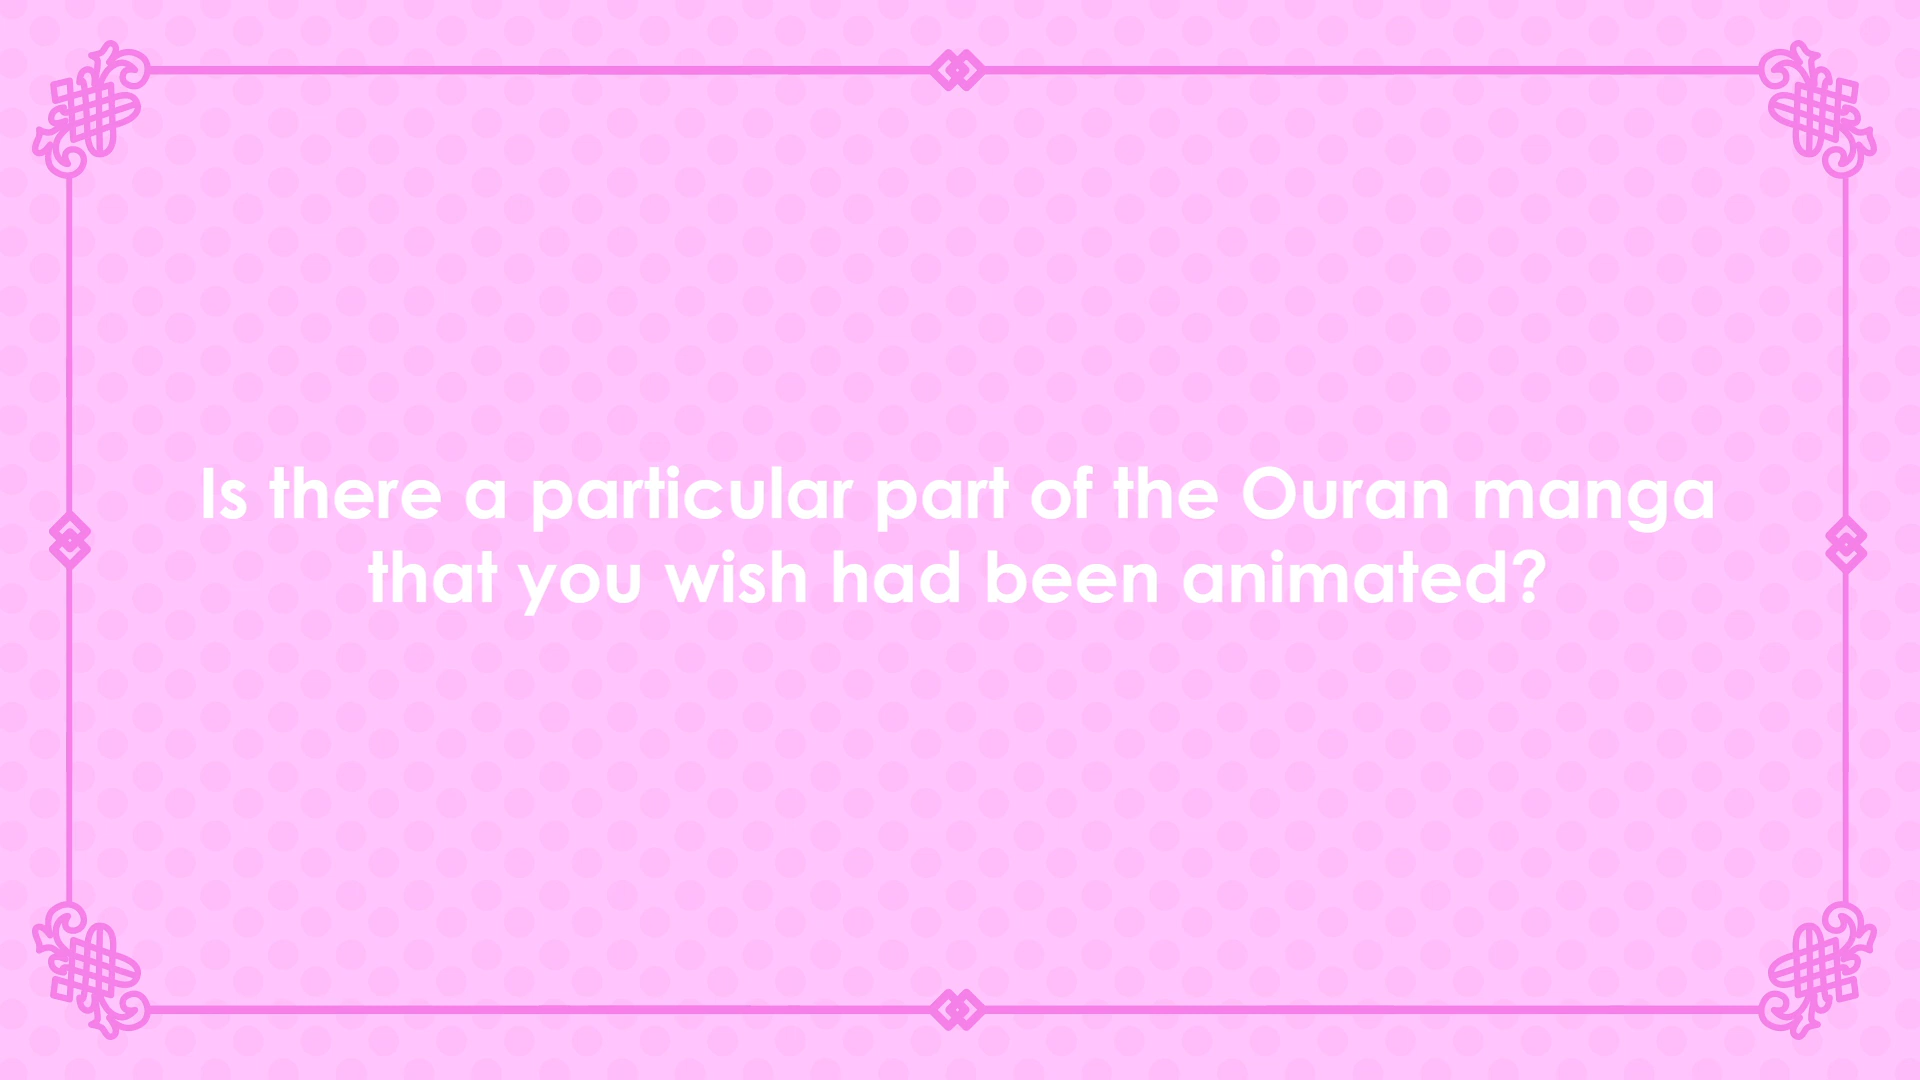 Is there a particular part of the Ouran manga
that you wish had been animated?